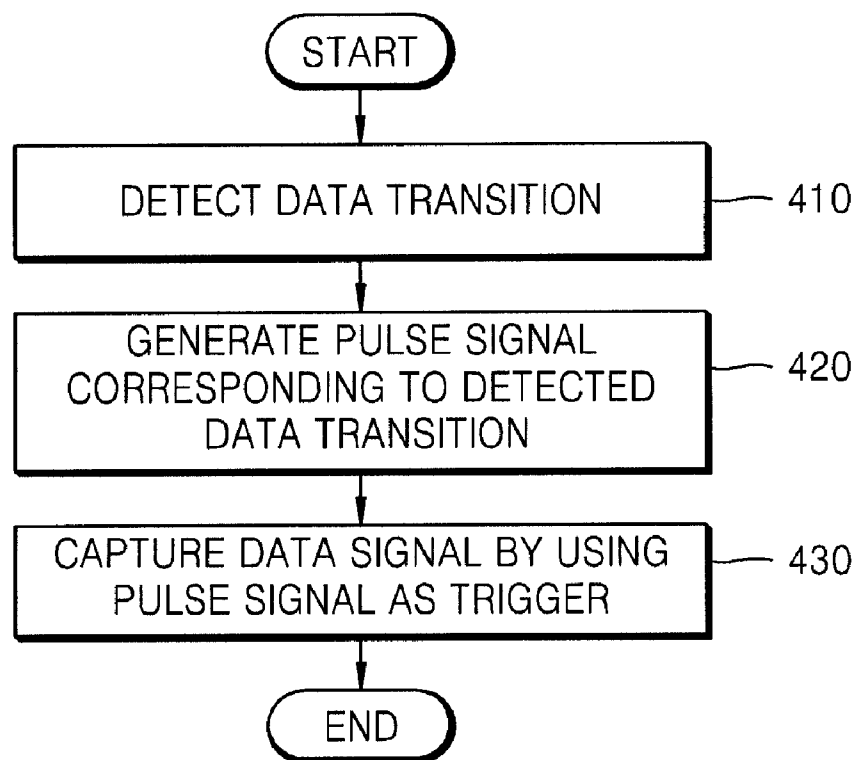 START
DETECT DATA TRANSITION
410
GENERATE PULSE SIGNAL
CORRESPONDING TO DETECTED
DATA TRANSITION
420
CAPTURE DATA SIGNAL BY USING
PULSE SIGNAL AS TRIGGER
430
END